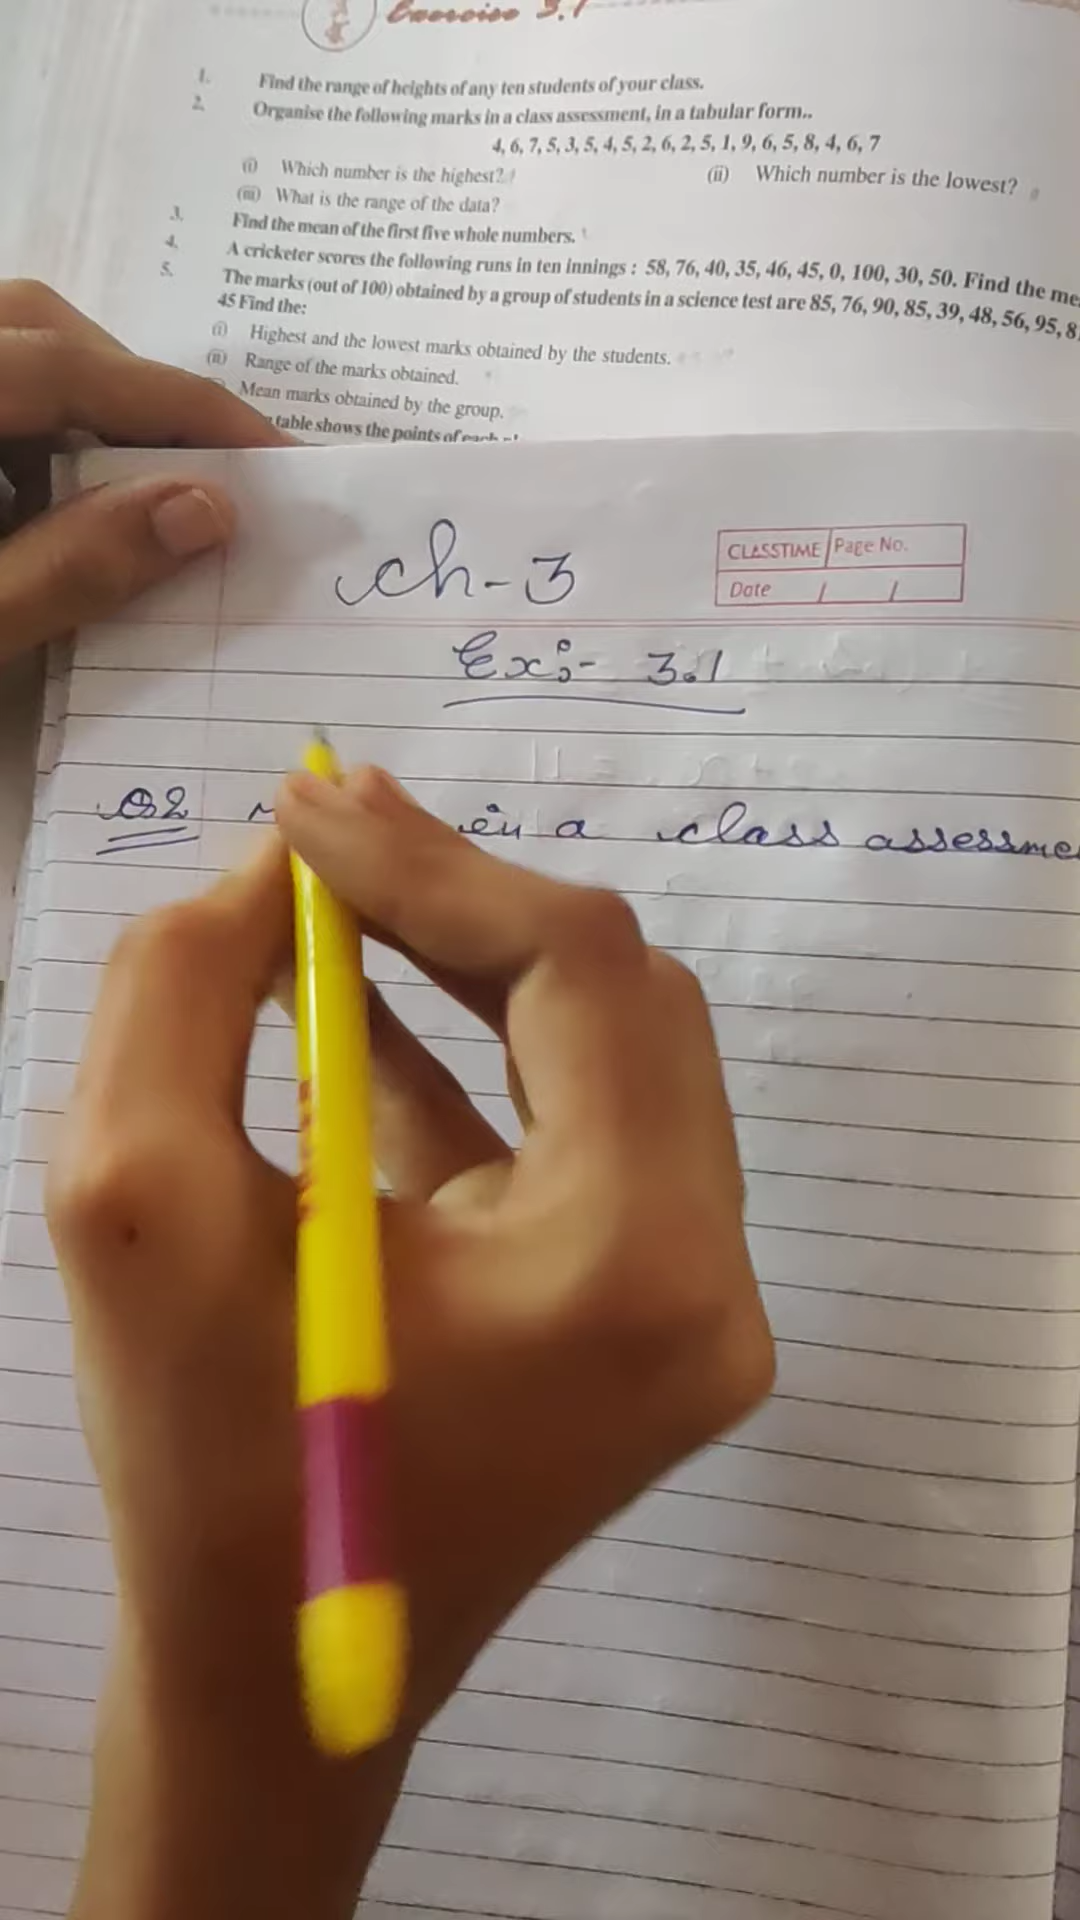 Exercise 3.1
1. Find the range of heights of any ten students of your class.
2. Organise the following marks in a class assessment, in a tabular form..
4, 6, 7, 5, 3, 5, 4, 5, 2, 6, 2, 5, 1, 9, 6, 5, 8, 4, 6, 7
(i) Which number is the highest? (ii) Which number is the lowest?
(iii) What is the range of the data?
3. Find the mean of the first five whole numbers.
4. A cricketer scores the following runs in ten innings : 58, 76, 40, 35, 46, 45, 0, 100, 30, 50. Find the me
5. The marks (out of 100) obtained by a group of students in a science test are 85, 76, 90, 85, 39, 48, 56, 95, 8
45 Find the:
(i) Highest and the lowest marks obtained by the students.
(ii) Range of the marks obtained.
Mean marks obtained by the group.
table shows the points of each
ch-3
CLASSTIME Page No.
Date / /
Ex:- 3.1
Q2 in a class assessme